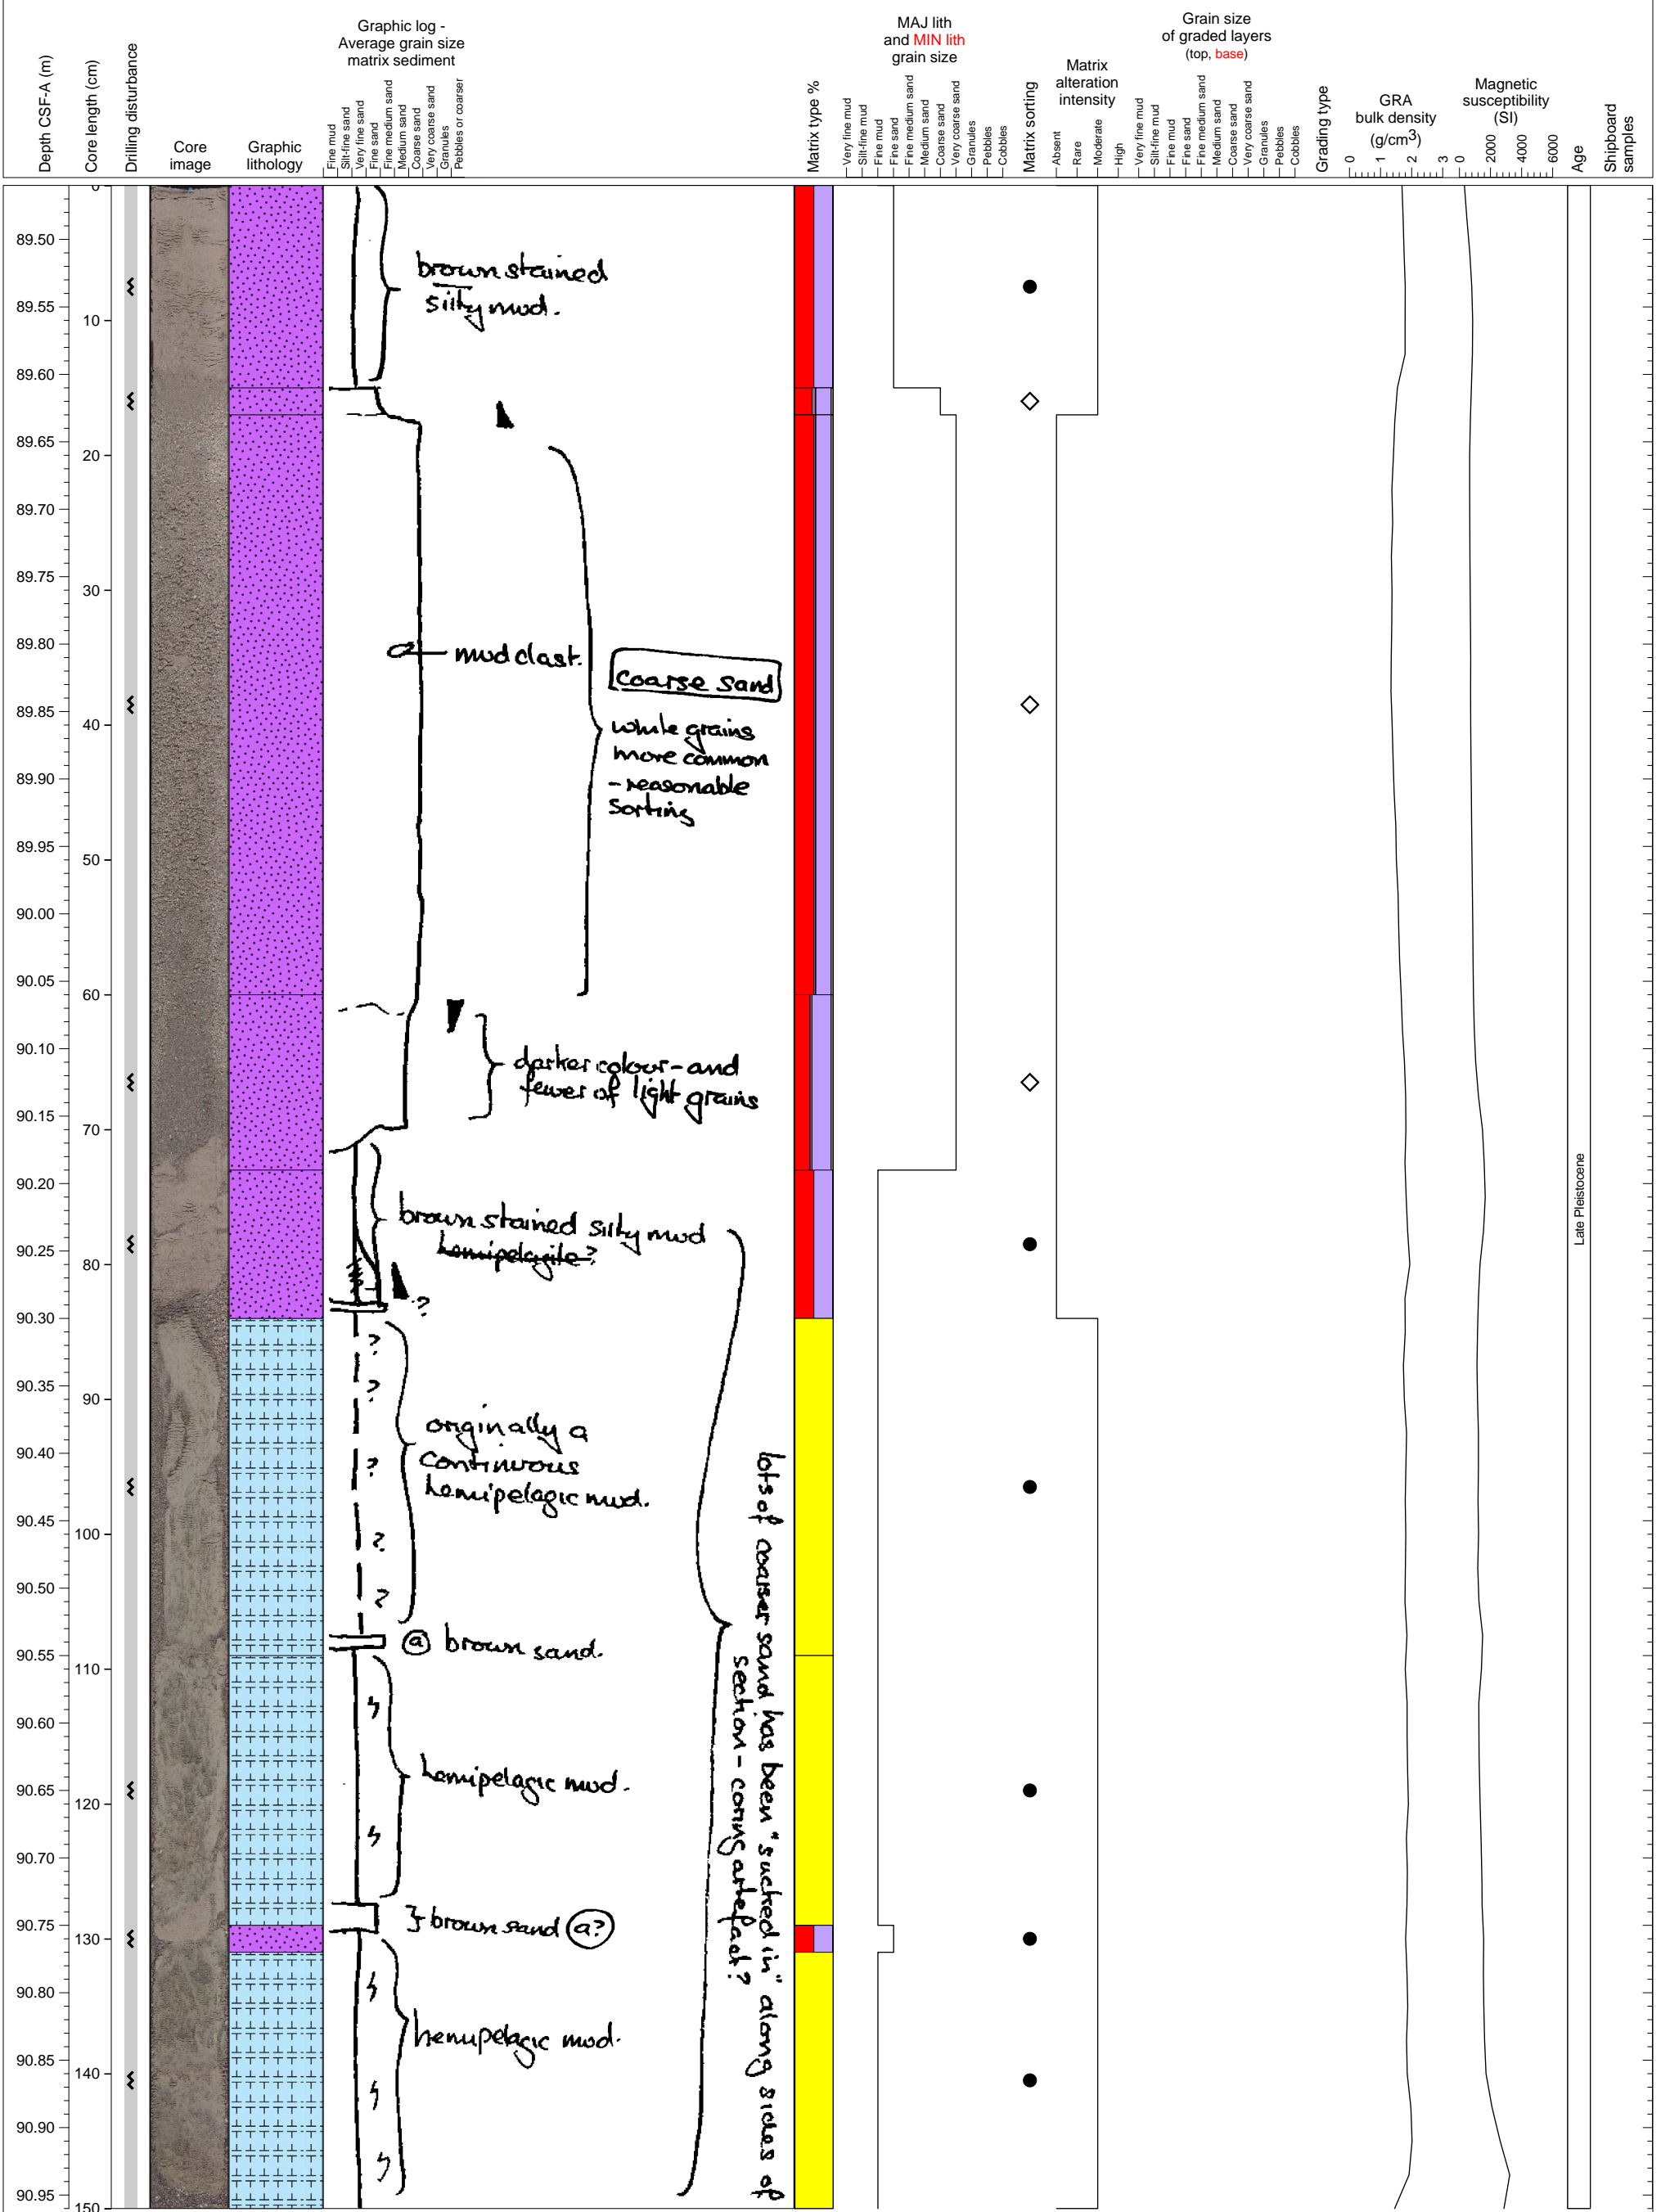 Depth CSF-A (m)
Core length (cm)
Drilling disturbance
Core
image
Graphic
lithology
Graphic log -
Average grain size
matrix sediment
Fine mud
Silt-fine sand
Very fine sand
Fine sand
Fine medium sand
Medium sand
Coarse sand
Very coarse sand
Granules
Pebbles or coarser
Matrix type %
MAJ lith
and MIN lith
grain size
Very fine mud
Silt-fine mud
Fine mud
Fine sand
Fine medium sand
Medium sand
Coarse sand
Very coarse sand
Granules
Pebbles
Cobbles
Matrix sorting
Matrix
alteration
intensity
Absent
Rare
Moderate
High
Grain size
of graded layers
(top, base)
Very fine mud
Silt-fine mud
Fine mud
Fine sand
Fine medium sand
Medium sand
Coarse sand
Very coarse sand
Granules
Pebbles
Cobbles
Grading type
GRA
bulk density
(g/cm3)
0
1
2
3
Magnetic
susceptibility
(SI)
0
2000
4000
6000
Age
Shipboard
samples
89.50
89.55
89.60
89.65
89.70
89.75
89.80
89.85
89.90
89.95
90.00
90.05
90.10
90.15
90.20
90.25
90.30
90.35
90.40
90.45
90.50
90.55
90.60
90.65
90.70
90.75
90.80
90.85
90.90
90.95
0
10
20
30
40
50
60
70
80
90
100
110
120
130
140
150
brown stained
silty mud.
mud clast.
coarse sand
white grains
more common
- reasonable
sorting
darker colour - and
fewer of light grains
brown stained silty mud
hemipelagite?
?
?
?
?
?
?
originally a
continuous
hemipelagic mud.
a brown sand.
hemipelagic mud.
brown sand a?
hemipelagic mud.
lots of coarser sand has been "sucked in" along sides of
section - coring artefact?
Late Pleistocene